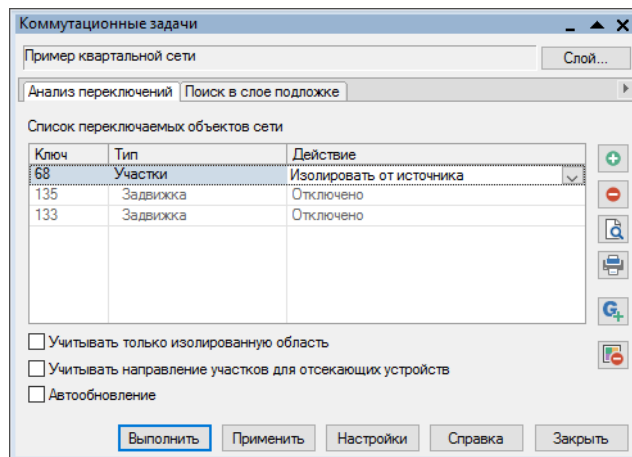 Коммутационные задачи
Пример квартальной сети
Слой...
Анализ переключений Поиск в слое подложке
Список переключаемых объектов сети
Ключ Тип Действие
68 Участки Изолировать от источника
135 Задвижка Отключено
133 Задвижка Отключено
Учитывать только изолированную область
Учитывать направление участков для отсекающих устройств
Автообновление
Выполнить Применить Настройки Справка Закрыть